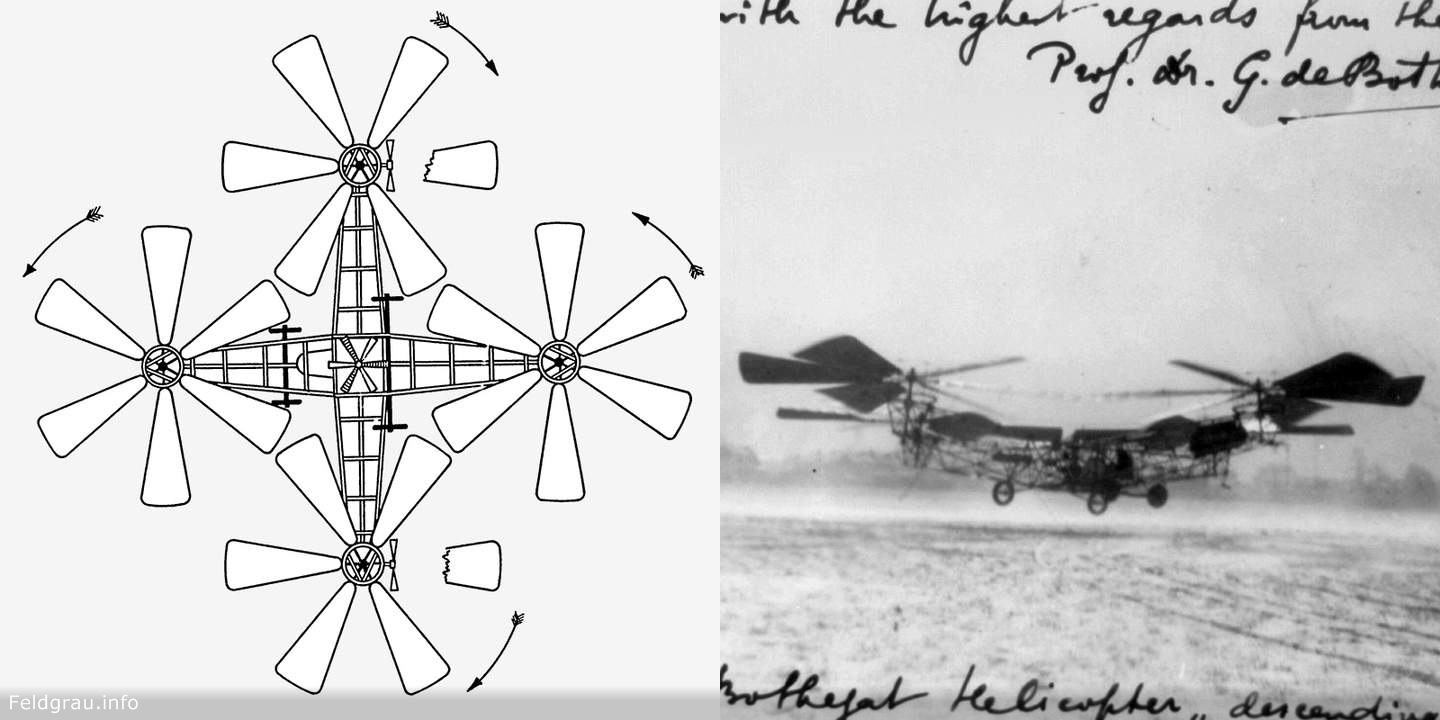 with the highest regards from the
Prof. Dr. G. de Both
Bothezat Helicopter „ descending
Feldgrau.info